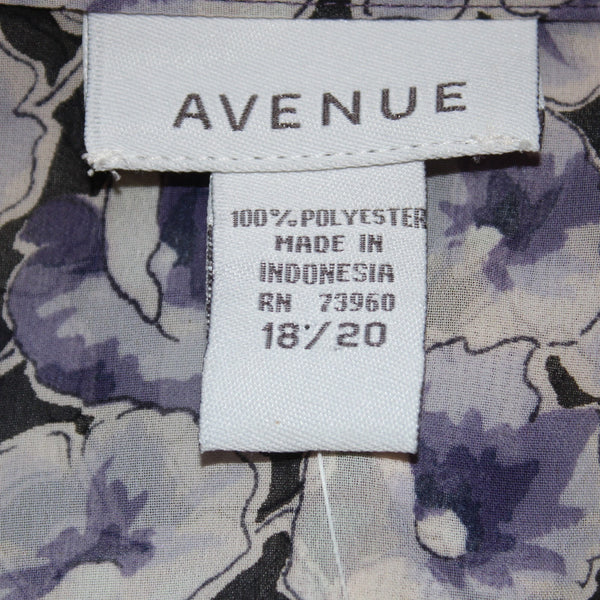 AVENUE
100% POLYESTER
MADE IN
INDONESIA
RN 73960
18/20